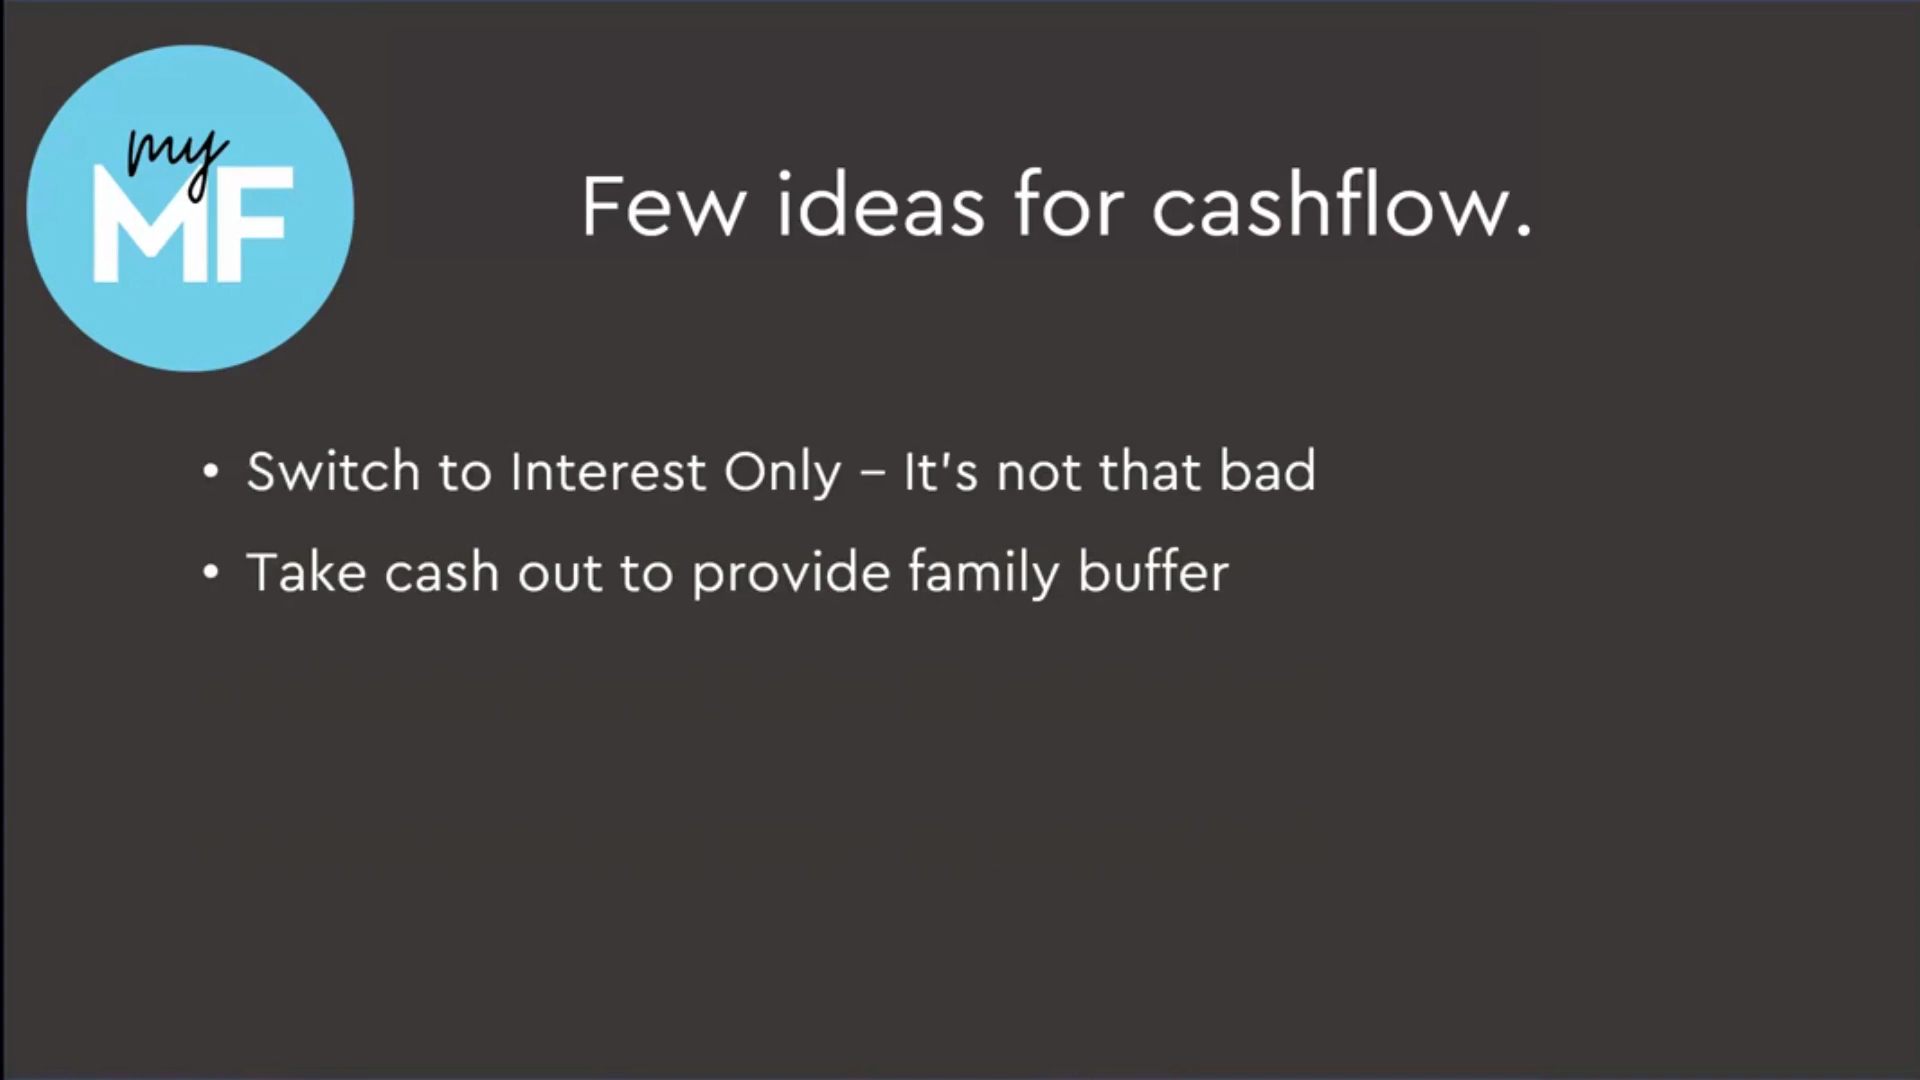 my
MF
Few ideas for cashflow.
• Switch to Interest Only – It's not that bad
• Take cash out to provide family buffer